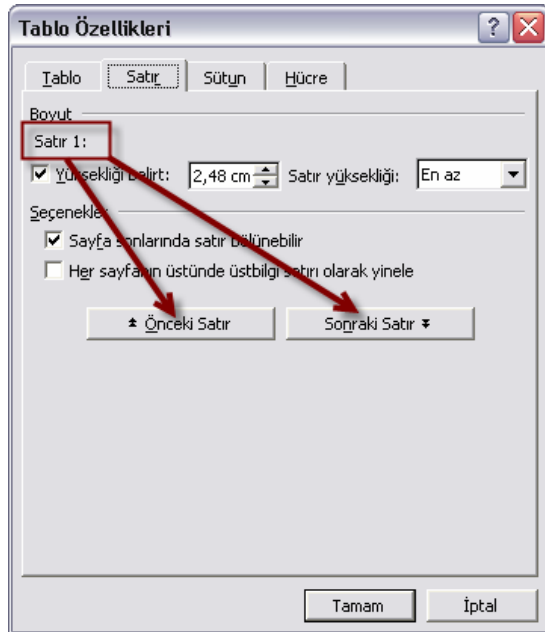 Tablo Özellikleri
Tablo Satır Sütun Hücre
Boyut
Satır 1:
Yüksekliği belirt: 2,48 cm Satır yüksekliği: En az
Seçenekler
Sayfa sonlarında satır bölünebilir
Her sayfanın üstünde üstbilgi satırı olarak yinele
Önceki Satır Sonraki Satır
Tamam İptal